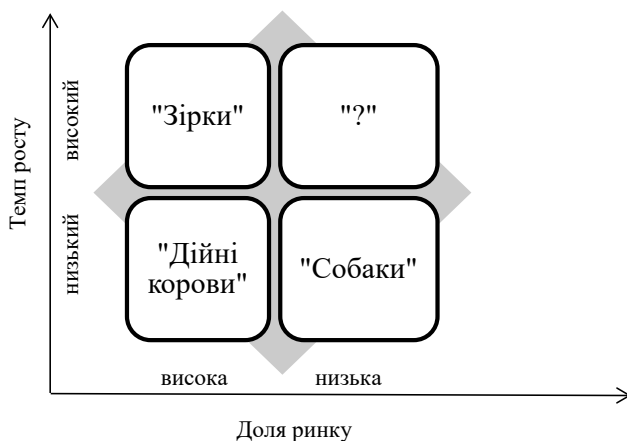 Темп росту
високий
низький
"Зірки"
"?"
"Дійні
корови"
"Собаки"
висока
низька
Доля ринку